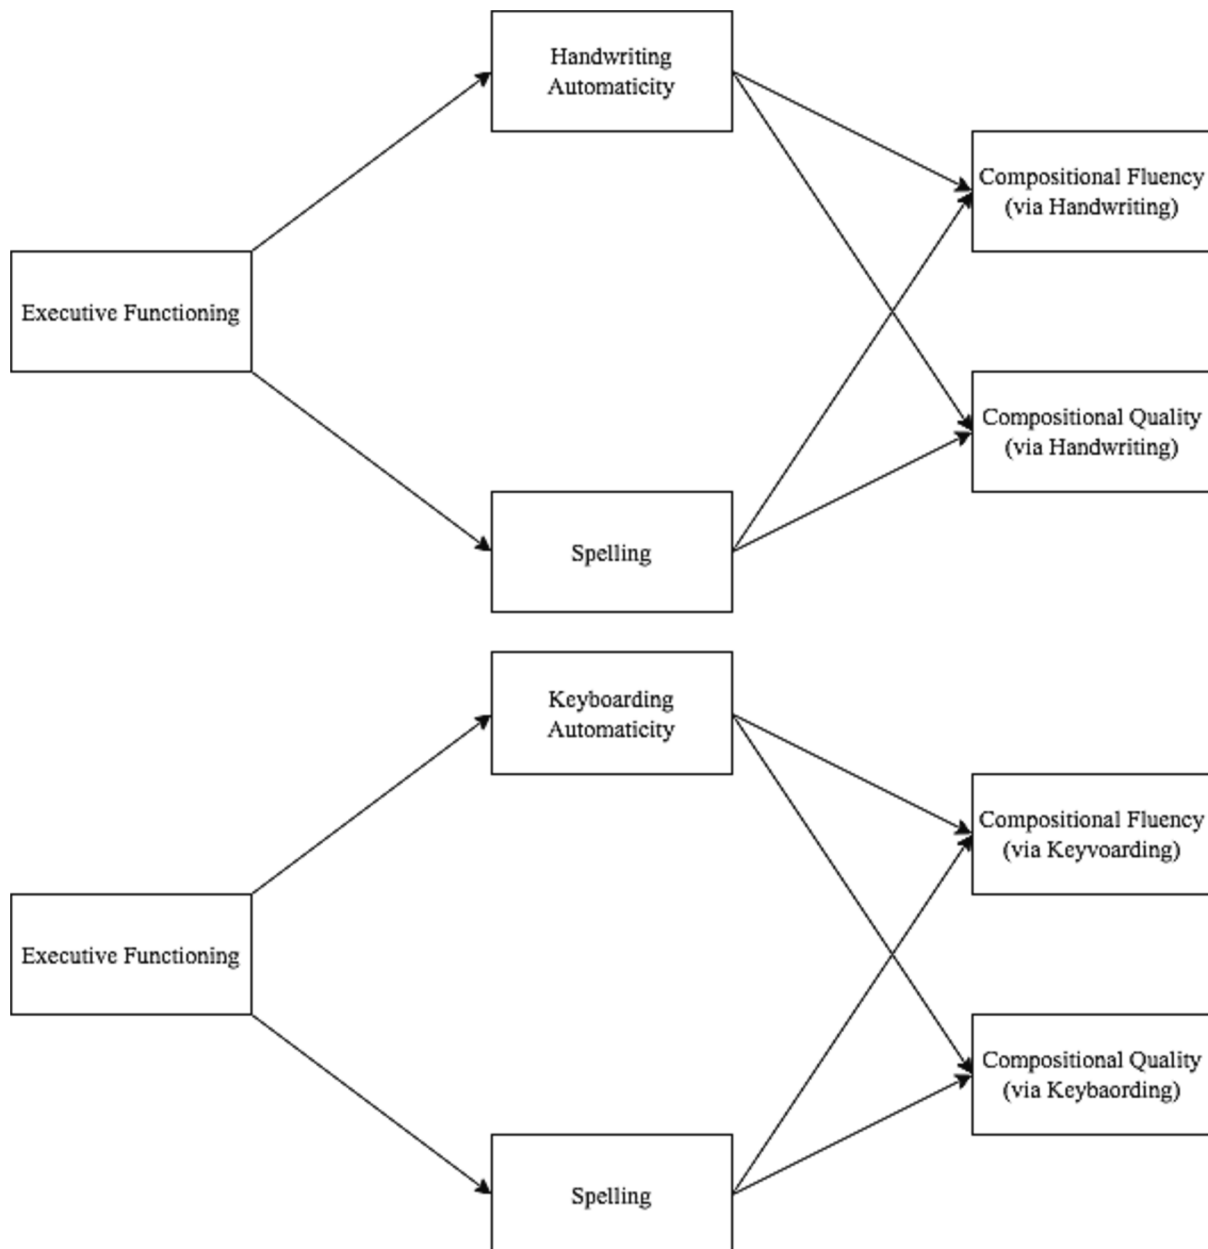 Handwriting
Automaticity
Compositional Fluency
(via Handwriting)
Executive Functioning
Compositional Quality
(via Handwriting)
Spelling
Keyboarding
Automaticity
Compositional Fluency
(via Keyvoarding)
Executive Functioning
Compositional Quality
(via Keybaording)
Spelling